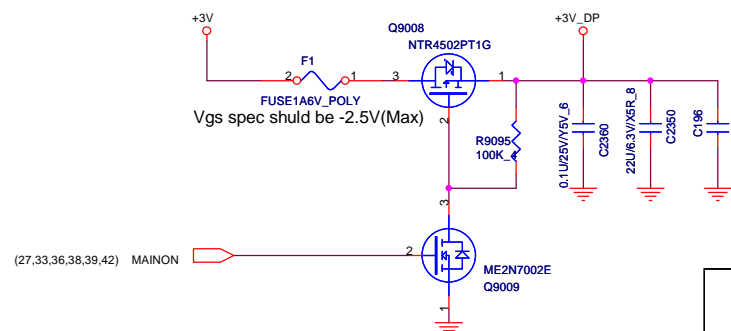 +3V
Q9008
NTR4502PT1G
+3V_DP
F1
2
1
3
1
FUSE1A6V_POLY
Vgs spec shuld be -2.5V(Max)
2
R9095
100K_4
0.1U/25V/Y5V_6
C2360
22U/6.3V/X5R_8
C2350
C196
3
(27,33,36,38,39,42) MAINON
2
ME2N7002E
Q9009
1